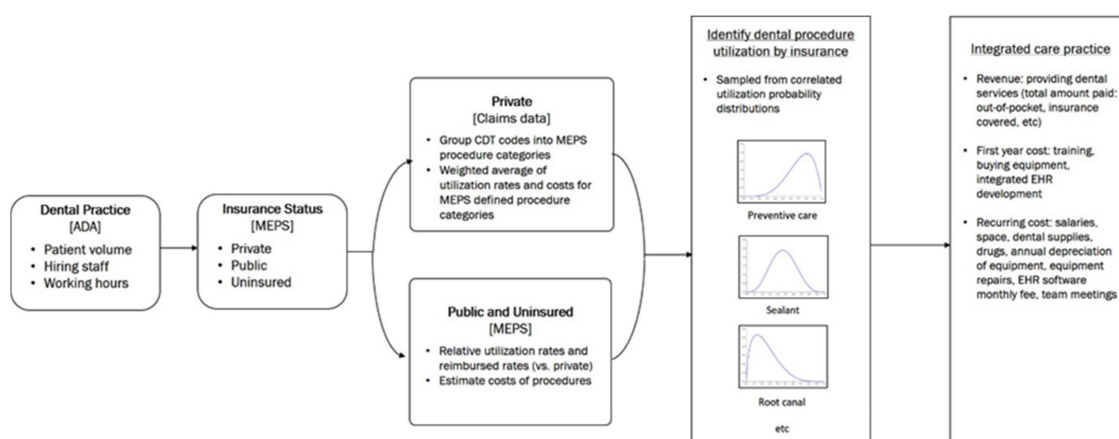 Dental Practice
[ADA]
• Patient volume
• Hiring staff
• Working hours
Insurance Status
[MEPS]
• Private
• Public
• Uninsured
Private
[Claims data]
• Group CDT codes into MEPS
procedure categories
• Weighted average of
utilization rates and costs for
MEPS defined procedure
categories
Public and Uninsured
[MEPS]
• Relative utilization rates and
reimbursed rates (vs. private)
• Estimate costs of procedures
Identify dental procedure
utilization by insurance
• Sampled from correlated
utilization probability
distributions
Preventive care
Sealant
Root canal
etc
Integrated care practice
• Revenue: providing dental
services (total amount paid:
out-of-pocket, insurance
covered, etc)
• First year cost: training,
buying equipment,
integrated EHR
development
• Recurring cost: salaries,
space, dental supplies,
drugs, annual depreciation
of equipment, equipment
repairs, EHR software
monthly fee, team meetings